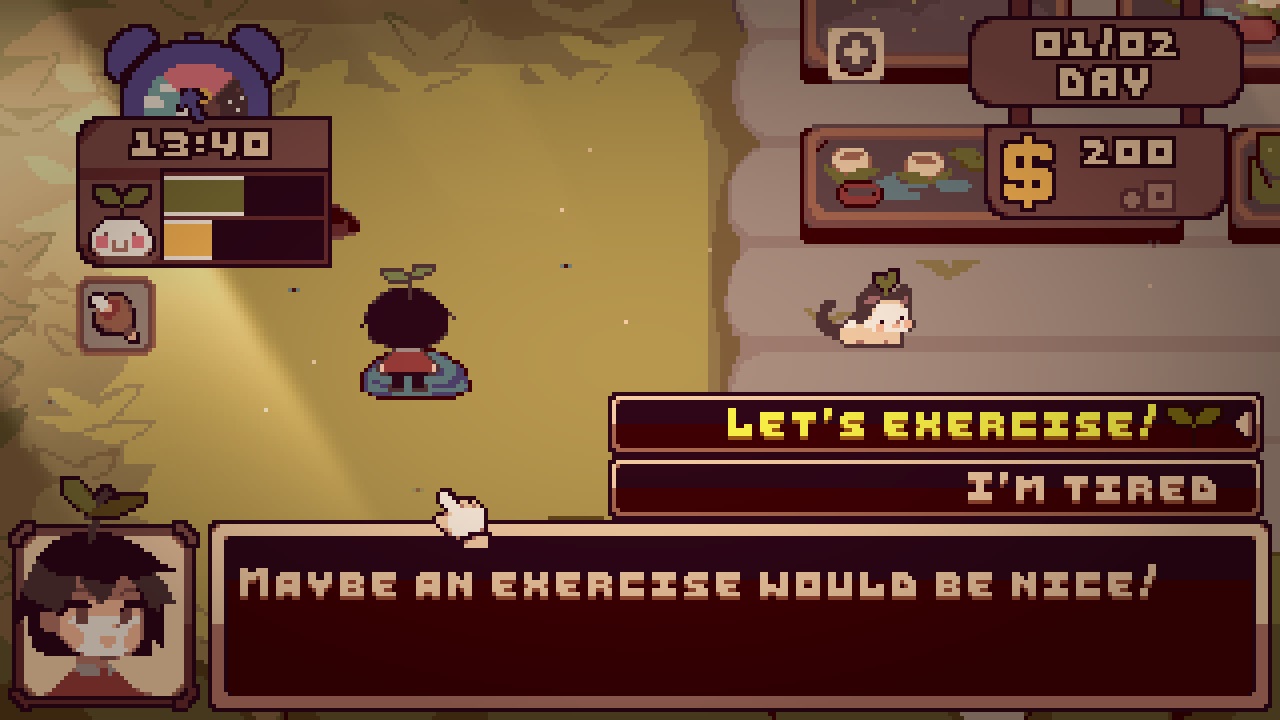 01/02
DAY
13:40
$ 200
LET'S EXERCISE!
I'M TIRED
MAYBE AN EXERCISE WOULD BE NICE!